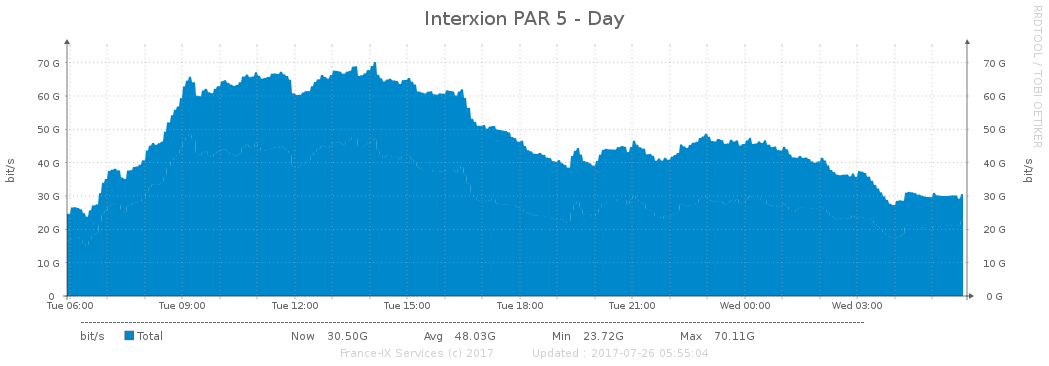 Interxion PAR 5 - Day
RRDTOOL / TOBI OETIKER
bit/s
70 G 70 G
60 G 60 G
50 G 50 G
40 G 40 G
30 G 30 G
20 G 20 G
10 G 10 G
0 0 G
bit/s
Tue 06:00 Tue 09:00 Tue 12:00 Tue 15:00 Tue 18:00 Tue 21:00 Wed 00:00 Wed 03:00
bit/s Total Now 30.50G Avg 48.03G Min 23.72G Max 70.11G
France-IX Services (c) 2017 Updated : 2017-07-26 05:55:04